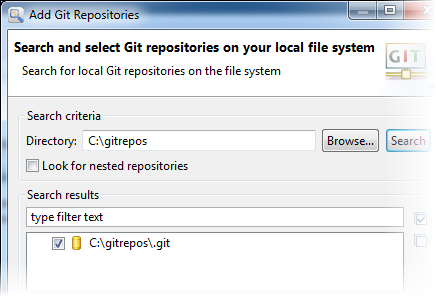 Add Git Repositories
Search and select Git repositories on your local file system
Search for local Git repositories on the file system
GIT
Search criteria
Directory: C:\gitrepos Browse... Search
Look for nested repositories
Search results
type filter text
C:\gitrepos\.git